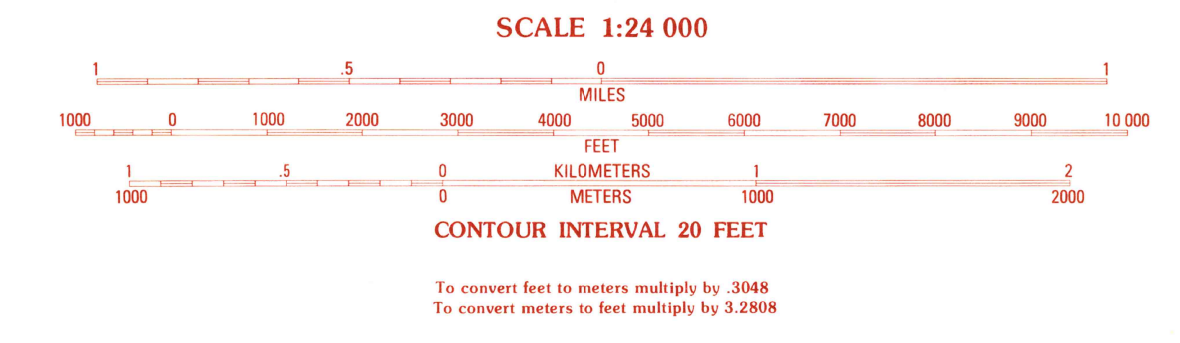 SCALE 1:24 000
1 .5 0 1
MILES
1000 0 1000 2000 3000 4000 5000 6000 7000 8000 9000 10 000
FEET
1 .5 0 KILOMETERS 1 2
1000 0 METERS 1000 2000
CONTOUR INTERVAL 20 FEET
To convert feet to meters multiply by .3048
To convert meters to feet multiply by 3.2808